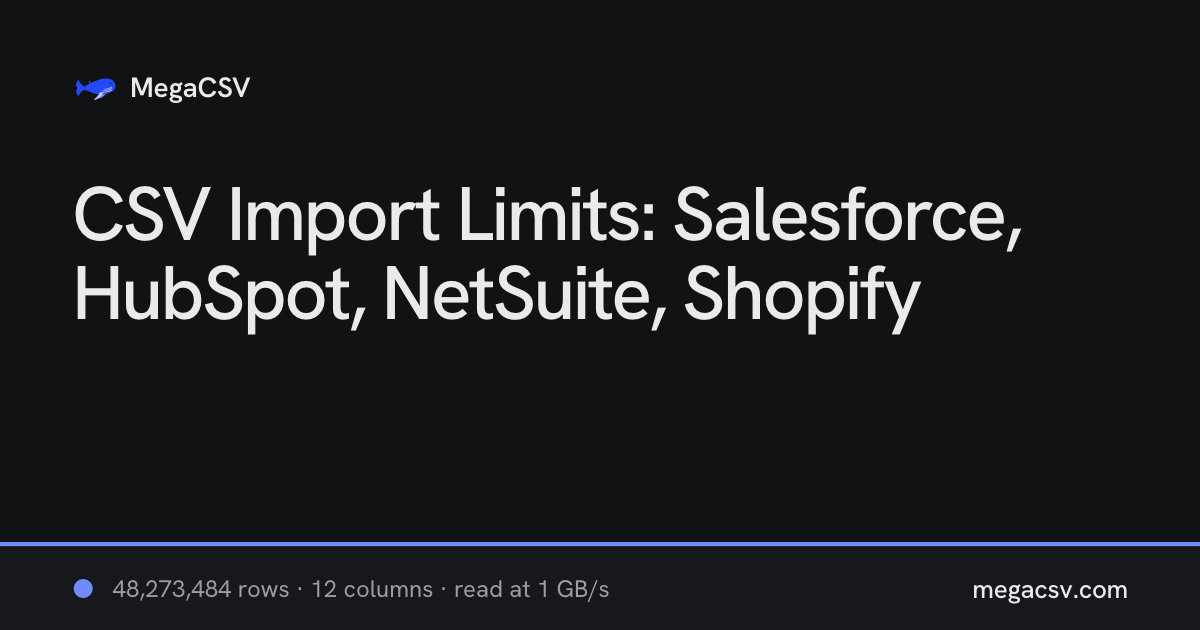 MegaCSV
CSV Import Limits: Salesforce,
HubSpot, NetSuite, Shopify
48,273,484 rows · 12 columns · read at 1 GB/s
megacsv.com